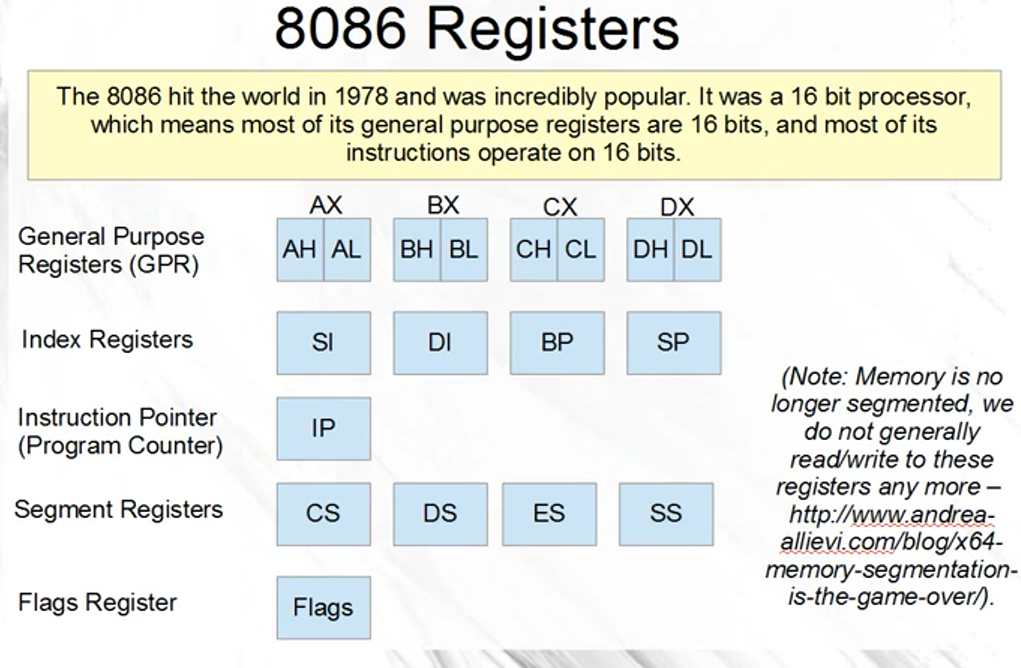 8086 Registers
The 8086 hit the world in 1978 and was incredibly popular. It was a 16 bit processor,
which means most of its general purpose registers are 16 bits, and most of its
instructions operate on 16 bits.
AX BX CX DX
General Purpose
Registers (GPR)
AH AL BH BL CH CL DH DL
Index Registers
SI DI BP SP
Instruction Pointer
(Program Counter)
IP
Segment Registers
CS DS ES SS
Flags Register
Flags
(Note: Memory is no
longer segmented, we
do not generally
read/write to these
registers any more –
http://www.andrea-
allievi.com/blog/x64-
memory-segmentation-
is-the-game-over/).